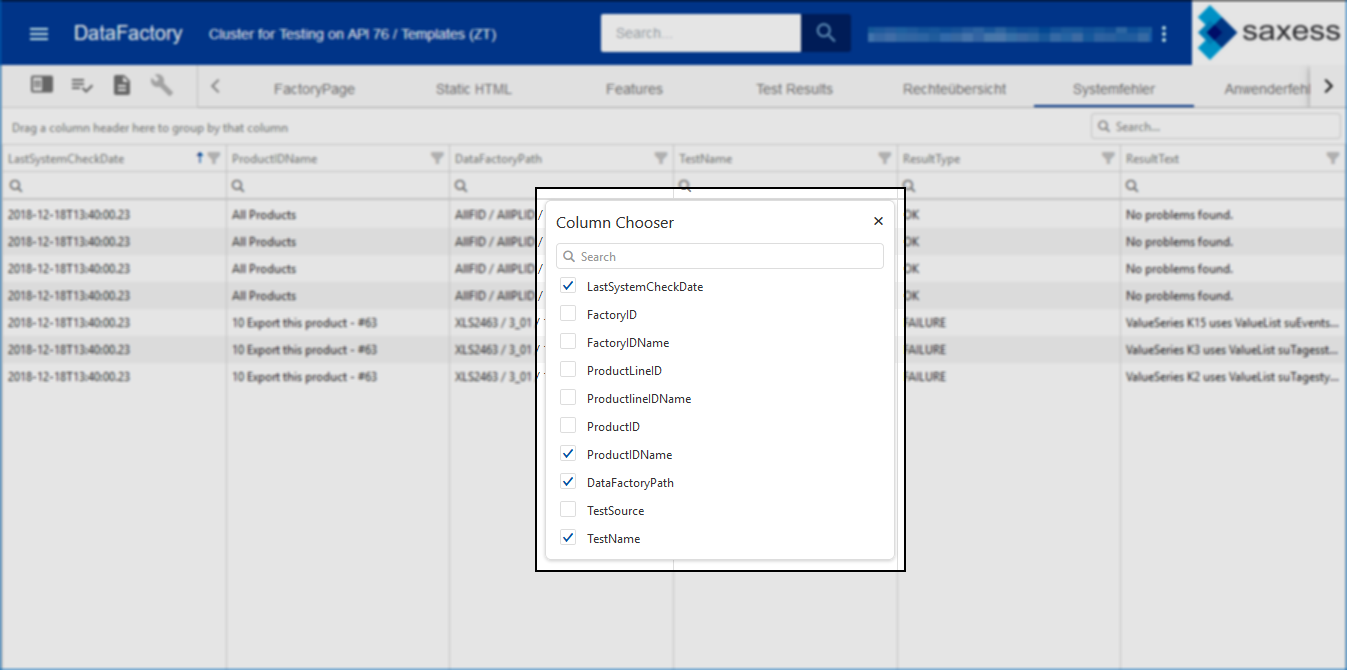 DataFactory Cluster for Testing on API 76 / Templates (ZT) Search... saxess
FactoryPage Static HTML Features Test Results Rechteübersicht Systemfehler Anwenderfehl
Drag a column header here to group by that column Search...
LastSystemCheckDate ProductIDName DataFactoryPath TestName ResultType ResultText
2018-12-18T13:40:00.23 All Products AllFID / AllPLID / OK No problems found.
2018-12-18T13:40:00.23 All Products AllFID / AllPLID / OK No problems found.
2018-12-18T13:40:00.23 All Products AllFID / AllPLID / OK No problems found.
2018-12-18T13:40:00.23 All Products AllFID / AllPLID / OK No problems found.
2018-12-18T13:40:00.23 10 Export this product - #63 XLS2463 / 3_01 / FAILURE ValueSeries K15 uses ValueList suEvents...
2018-12-18T13:40:00.23 10 Export this product - #63 XLS2463 / 3_01 / FAILURE ValueSeries K3 uses ValueList suTagesst...
2018-12-18T13:40:00.23 10 Export this product - #63 XLS2463 / 3_01 / FAILURE ValueSeries K2 uses ValueList suTagesty...
Column Chooser
Search
LastSystemCheckDate
FactoryID
FactoryIDName
ProductLineID
ProductlineIDName
ProductID
ProductIDName
DataFactoryPath
TestSource
TestName